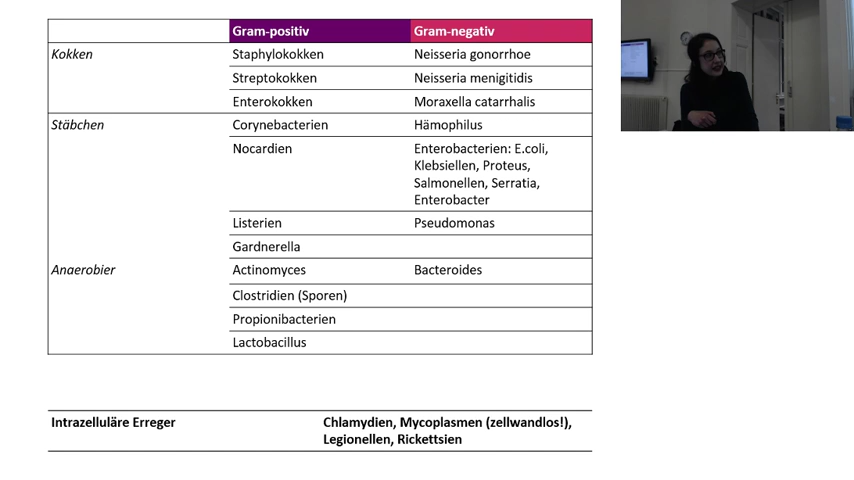 Gram-positiv Gram-negativ
Kokken Staphylokokken Neisseria gonorrhoe
Streptokokken Neisseria menigitidis
Enterokokken Moraxella catarrhalis
Stäbchen Corynebacterien Hämophilus
Nocardien Enterobacterien: E.coli,
Klebsiellen, Proteus,
Salmonellen, Serratia,
Enterobacter
Listerien Pseudomonas
Gardnerella
Anaerobier Actinomyces Bacteroides
Clostridien (Sporen)
Propionibacterien
Lactobacillus
Intrazelluläre Erreger Chlamydien, Mycoplasmen (zellwandlos!),
Legionellen, Rickettsien